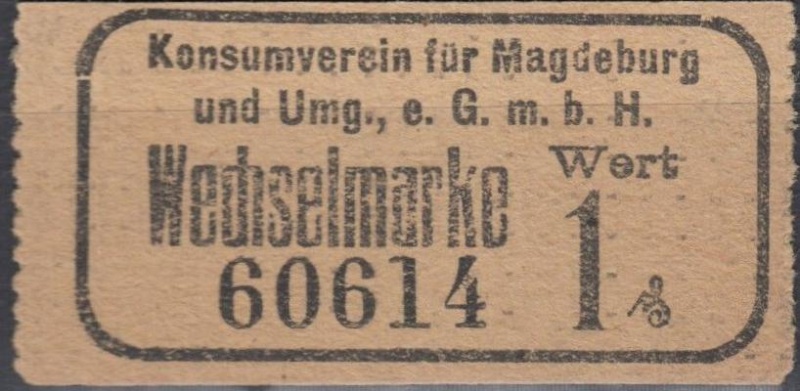 Konsumverein für Magdeburg
und Umg., e. G. m. b. H.
Wechselmarke Wert
60614 1 ₰